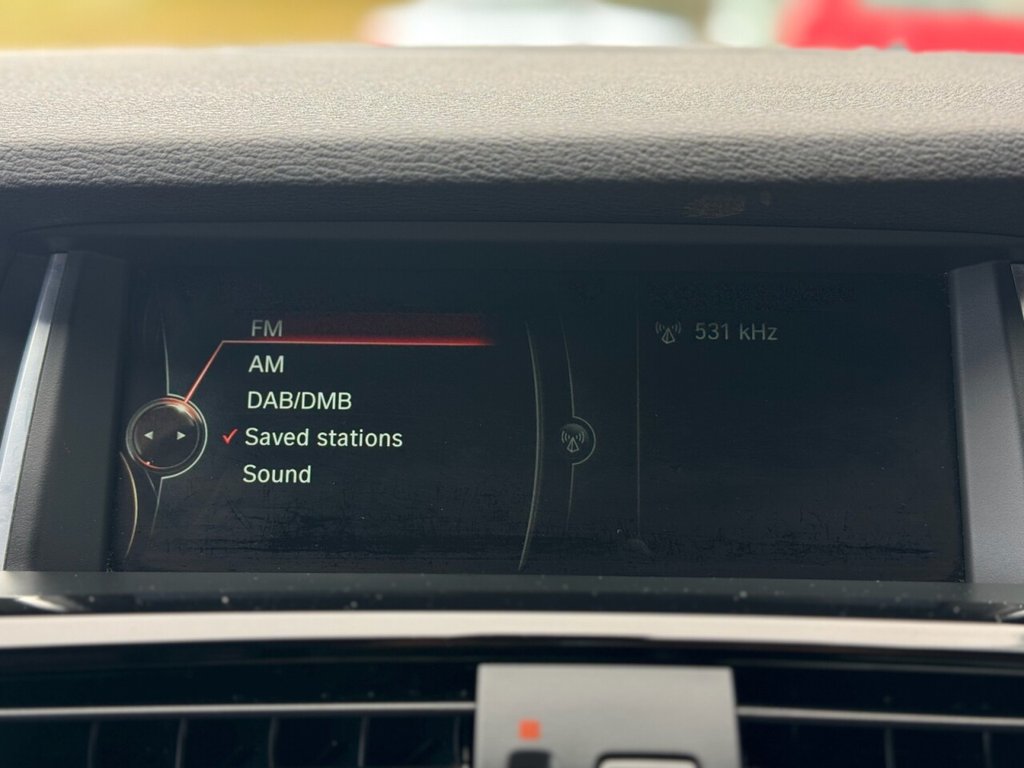 FM
AM
DAB/DMB
Saved stations
Sound
531 kHz